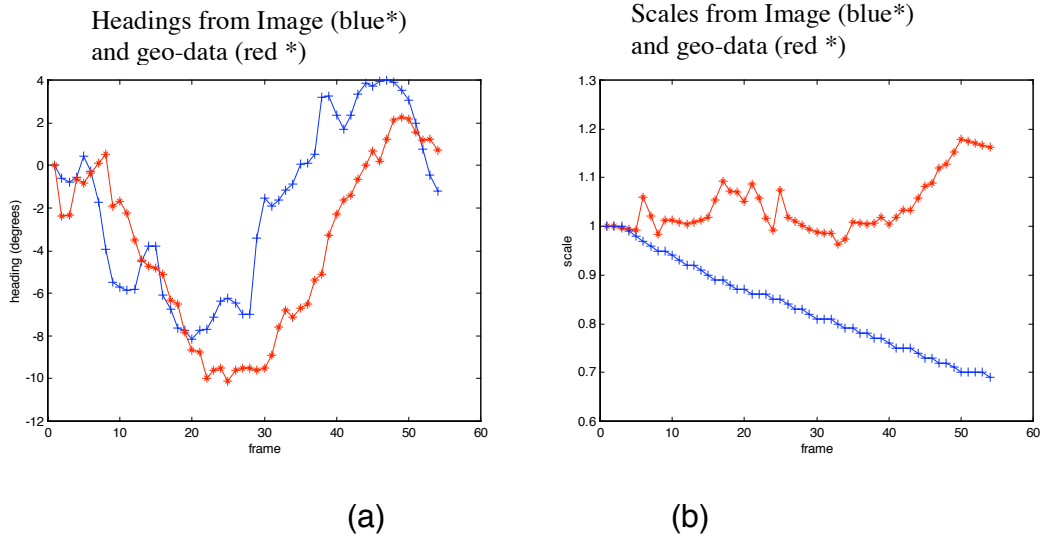 Headings from Image (blue*)
and geo-data (red *)
4
2
0
-2
-4
-6
-8
-10
-12
heading (degrees)
0 10 20 30 40 50 60
frame
(a)
Scales from Image (blue*)
and geo-data (red *)
1.3
1.2
1.1
1
0.9
0.8
0.7
0.6
scale
0 10 20 30 40 50 60
frame
(b)